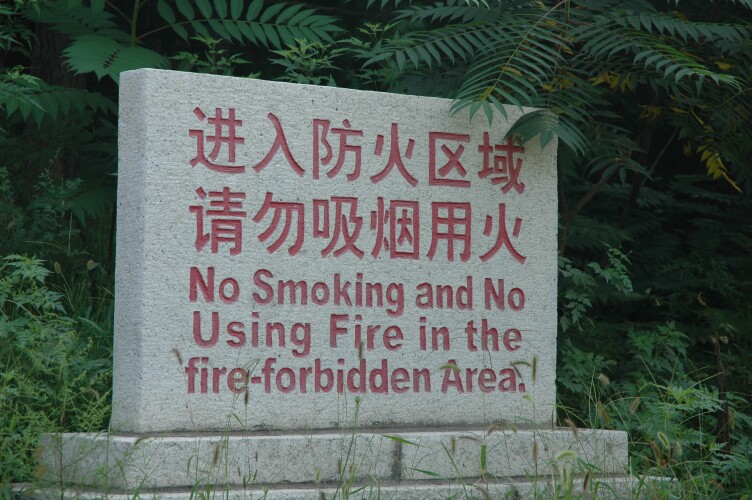 进入防火区域
请勿吸烟用火
No Smoking and No
Using Fire in the
fire-forbidden Area.